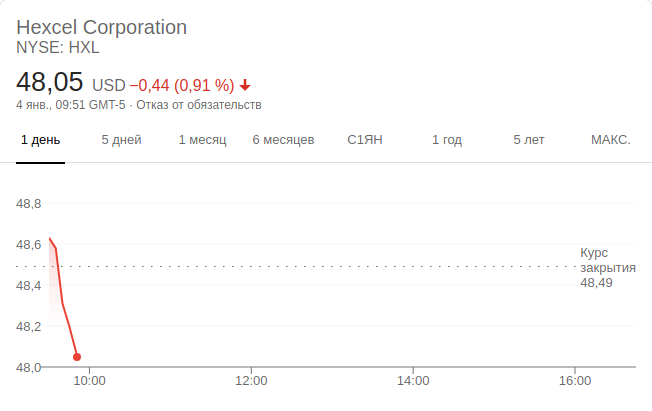 Hexcel Corporation
NYSE: HXL
48,05 USD −0,44 (0,91 %)
4 янв., 09:51 GMT-5 · Отказ от обязательств
1 день 5 дней 1 месяц 6 месяцев С1ЯН 1 год 5 лет МАКС.
48,8
48,6
48,4
48,2
48,0
Курс
закрытия
48,49
10:00 12:00 14:00 16:00